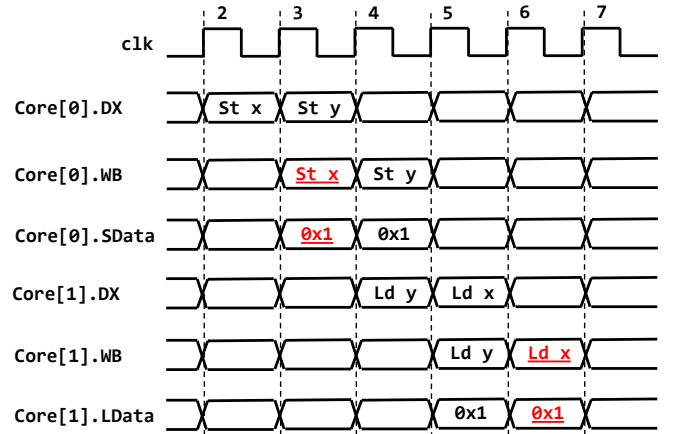 2 3 4 5 6 7
clk
Core[0].DX St x St y
Core[0].WB St x St y
Core[0].SData 0x1 0x1
Core[1].DX Ld y Ld x
Core[1].WB Ld y Ld x
Core[1].LData 0x1 0x1